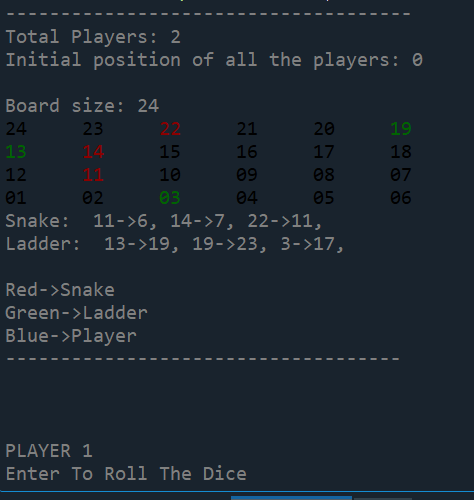 ---------------------------------------
Total Players: 2
Initial position of all the players: 0
Board size: 24
24 23 22 21 20 19
13 14 15 16 17 18
12 11 10 09 08 07
01 02 03 04 05 06
Snake:  11->6, 14->7, 22->11,
Ladder:  13->19, 19->23, 3->17,
Red->Snake
Green->Ladder
Blue->Player
--------------------------------------
PLAYER 1
Enter To Roll The Dice